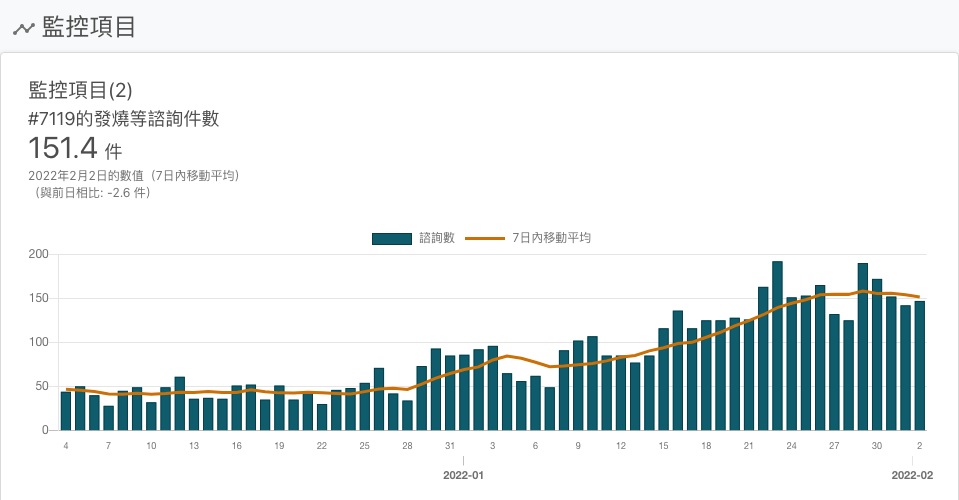 監控項目
監控項目(2)
#7119的發燒等諮詢件數
151.4 件
2022年2月2日的數值（7日內移動平均）
（與前日相比: -2.6 件）
諮詢數 7日內移動平均
200
150
100
50
0
4 7 10 13 16 19 22 25 28 31 3 6 9 12 15 18 21 24 27 30 2
2022-01 2022-02